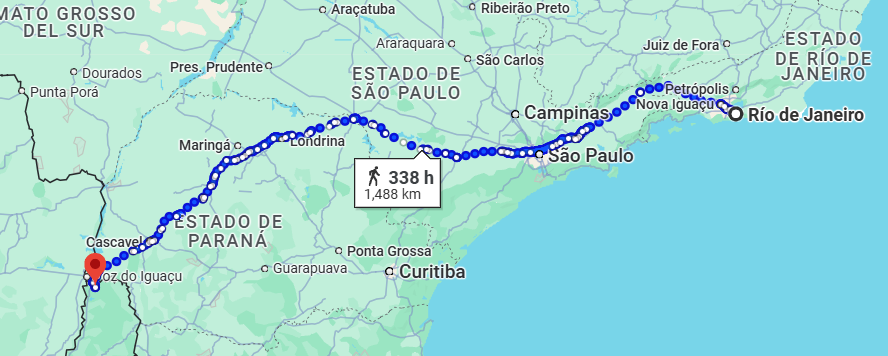 MATO GROSSO
DEL SUR
Araçatuba
Ribeirão Preto
Araraquara
São Carlos
Juiz de Fora
ESTADO
DE RÍO DE
JANEIRO
Dourados
Pres. Prudente
Punta Porá
ESTADO DE
SÃO PAULO
Petrópolis
Nova Iguaçu
Río de Janeiro
Campinas
Londrina
Maringá
São Paulo
338 h
1,488 km
ESTADO DE
PARANÁ
Cascavel
Foz do Iguaçu
Ponta Grossa
Guarapuava
Curitiba